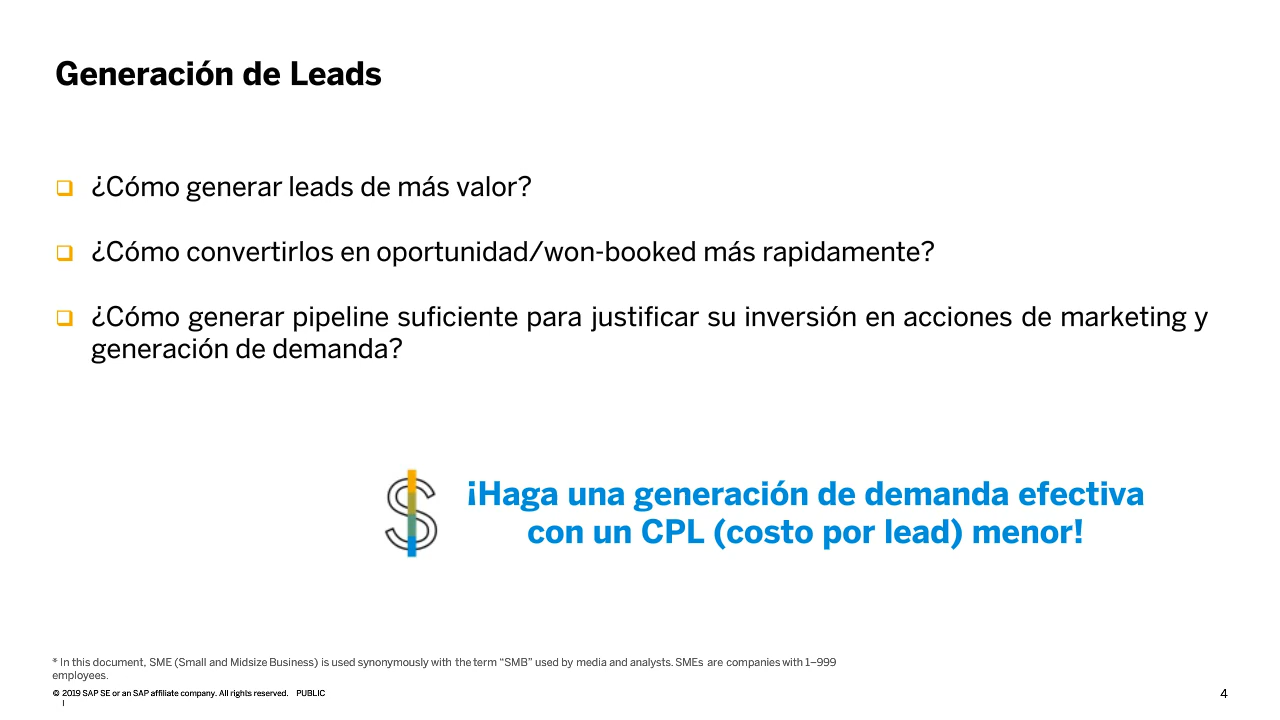 Generación de Leads
❑ ¿Cómo generar leads de más valor?
❑ ¿Cómo convertirlos en oportunidad/won-booked más rapidamente?
❑ ¿Cómo generar pipeline suficiente para justificar su inversión en acciones de marketing y
generación de demanda?
$
¡Haga una generación de demanda efectiva
con un CPL (costo por lead) menor!
* In this document, SME (Small and Midsize Business) is used synonymously with the term “SMB” used by media and analysts. SMEs are companies with 1–999
employees.
© 2019 SAP SE or an SAP affiliate company. All rights reserved. PUBLIC
|
4